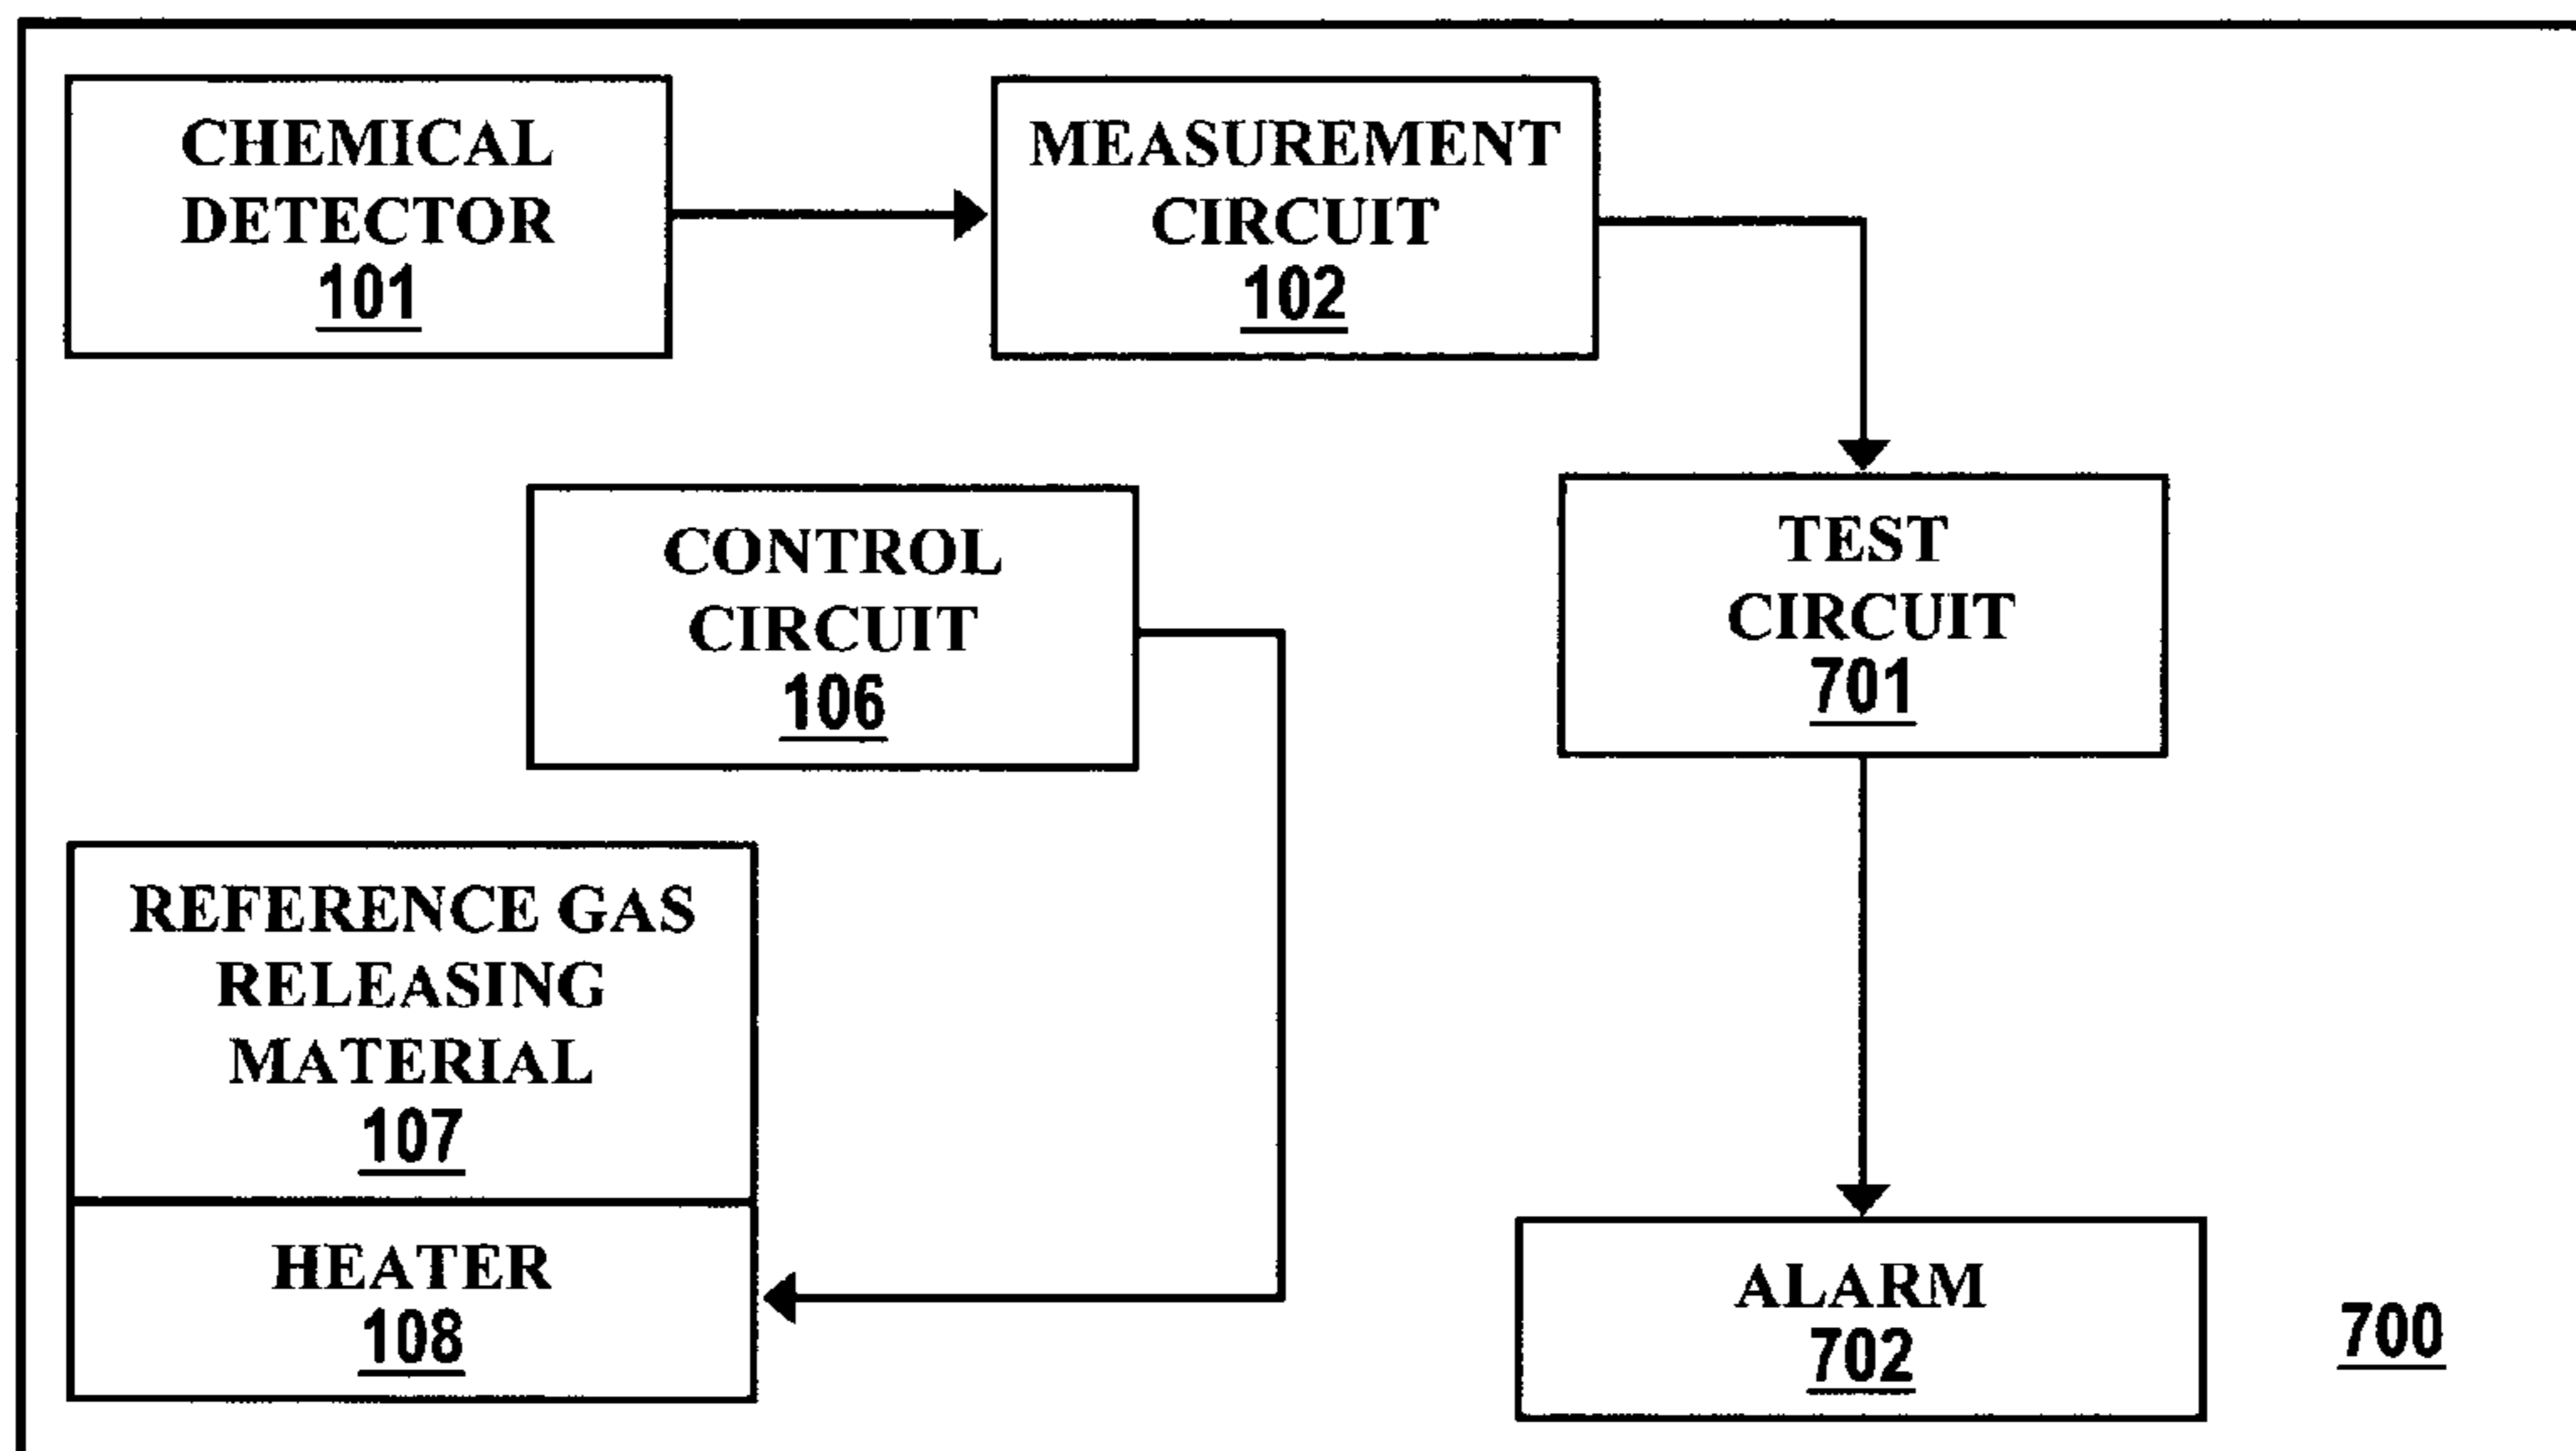 CHEMICAL
DETECTOR
101
MEASUREMENT
CIRCUIT
102
CONTROL
CIRCUIT
106
TEST
CIRCUIT
701
REFERENCE GAS
RELEASING
MATERIAL
107
HEATER
108
ALARM
702
700